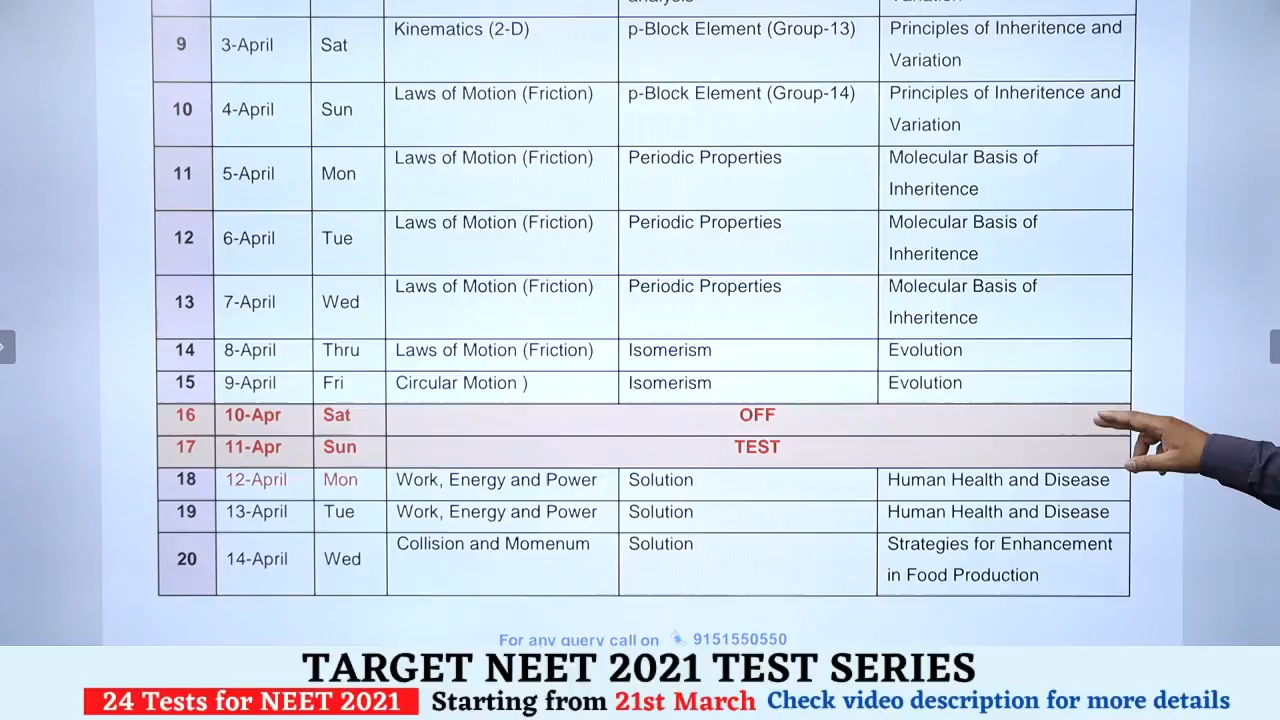 analysis Variation
9 3-April Sat Kinematics (2-D) p-Block Element (Group-13) Principles of Inheritence and
Variation
10 4-April Sun Laws of Motion (Friction) p-Block Element (Group-14) Principles of Inheritence and
Variation
11 5-April Mon Laws of Motion (Friction) Periodic Properties Molecular Basis of
Inheritence
12 6-April Tue Laws of Motion (Friction) Periodic Properties Molecular Basis of
Inheritence
13 7-April Wed Laws of Motion (Friction) Periodic Properties Molecular Basis of
Inheritence
14 8-April Thru Laws of Motion (Friction) Isomerism Evolution
15 9-April Fri Circular Motion ) Isomerism Evolution
16 10-Apr Sat OFF
17 11-Apr Sun TEST
18 12-April Mon Work, Energy and Power Solution Human Health and Disease
19 13-April Tue Work, Energy and Power Solution Human Health and Disease
20 14-April Wed Collision and Momenum Solution Strategies for Enhancement
in Food Production
For any query call on 9151550550
TARGET NEET 2021 TEST SERIES
24 Tests for NEET 2021 Starting from 21st March Check video description for more details